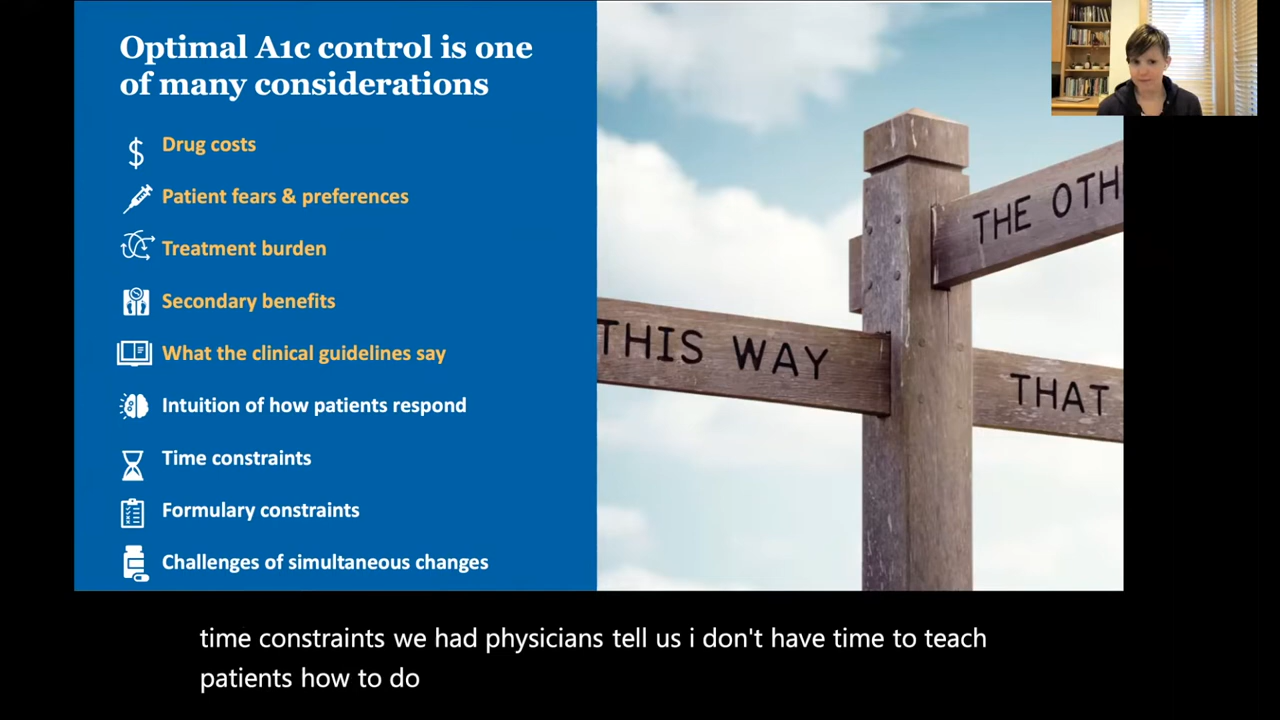 Optimal A1c control is one
of many considerations
$
Drug costs
Patient fears & preferences
Treatment burden
Secondary benefits
What the clinical guidelines say
Intuition of how patients respond
Time constraints
Formulary constraints
Challenges of simultaneous changes
THE OTH
THIS WAY
THAT
time constraints we had physicians tell us i don't have time to teach
patients how to do